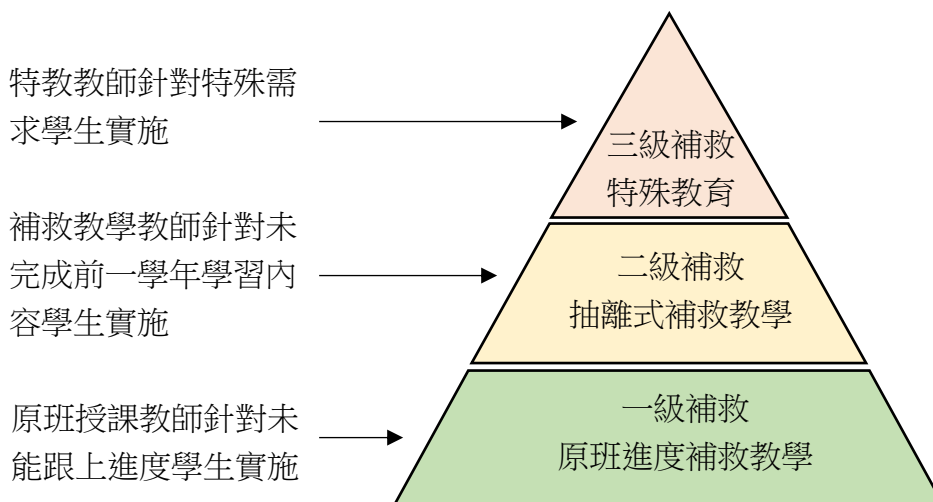 特教教師針對特殊需
求學生實施
三級補救
特殊教育
補救教學教師針對未
完成前一學年學習內
容學生實施
二級補救
抽離式補救教學
原班授課教師針對未
能跟上進度學生實施
一級補救
原班進度補救教學